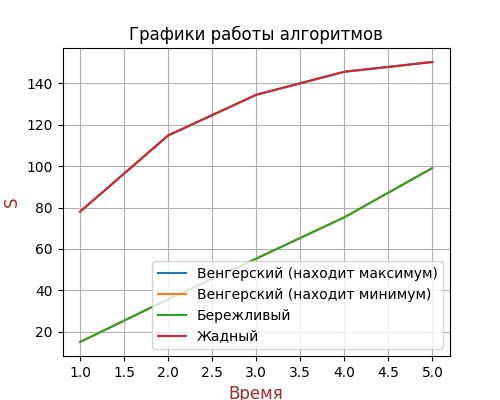 Графики работы алгоритмов
S
140
120
100
80
60
40
20
Венгерский (находит максимум)
Венгерский (находит минимум)
Бережливый
Жадный
1.0 1.5 2.0 2.5 3.0 3.5 4.0 4.5 5.0
Время